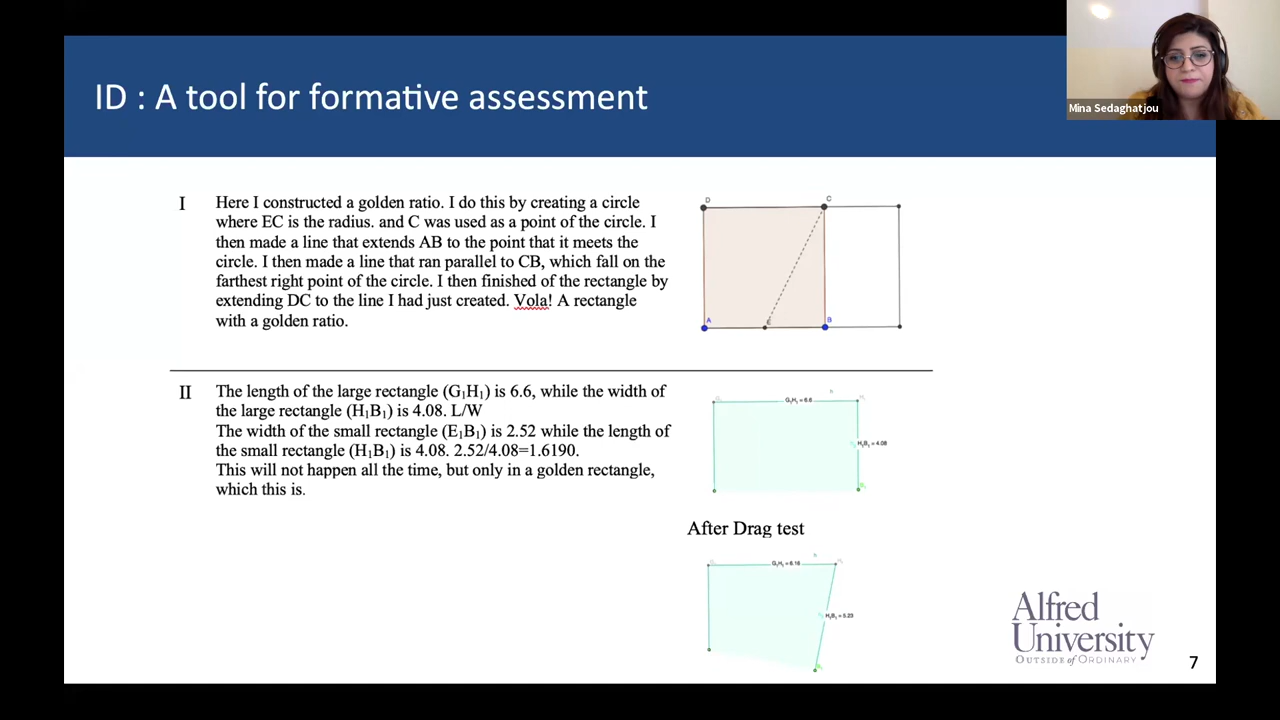 Mina Sedaghatjou
ID : A tool for formative assessment
I
Here I constructed a golden ratio. I do this by creating a circle
where EC is the radius. and C was used as a point of the circle. I
then made a line that extends AB to the point that it meets the
circle. I then made a line that ran parallel to CB, which fall on the
farthest right point of the circle. I then finished of the rectangle by
extending DC to the line I had just created. Vola! A rectangle
with a golden ratio.
D
C
A
E
B
II
The length of the large rectangle (G₁H₁) is 6.6, while the width of
the large rectangle (H₁B₁) is 4.08. L/W
The width of the small rectangle (E₁B₁) is 2.52 while the length of
the small rectangle (H₁B₁) is 4.08. 2.52/4.08=1.6190.
This will not happen all the time, but only in a golden rectangle,
which this is.
G₁H₁ = 6.6
H₁B₁ = 4.08
After Drag test
G₁H₁ = 6.16
H₁B₁ = 5.23
Alfred
University
OUTSIDE of ORDINARY
7